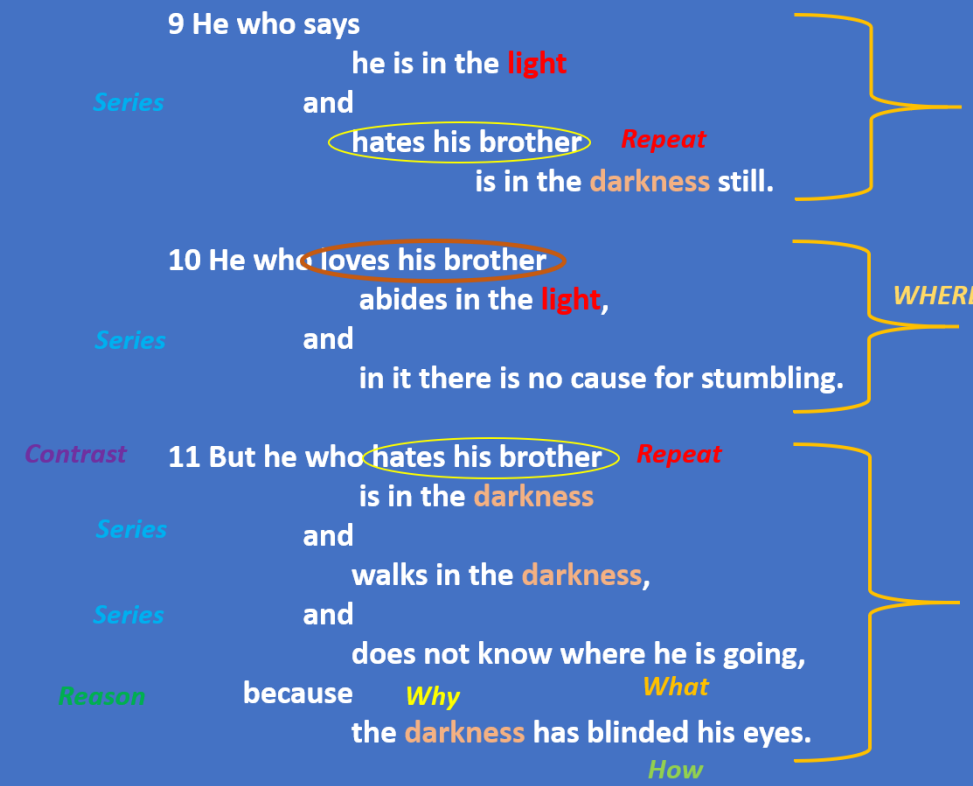 9 He who says
he is in the light
Series and
hates his brother Repeat
is in the darkness still.
10 He who loves his brother
WHERE
abides in the light,
Series and
in it there is no cause for stumbling.
Contrast 11 But he who hates his brother Repeat
is in the darkness
Series and
walks in the darkness,
Series and
does not know where he is going,
Reason because Why What
the darkness has blinded his eyes.
How